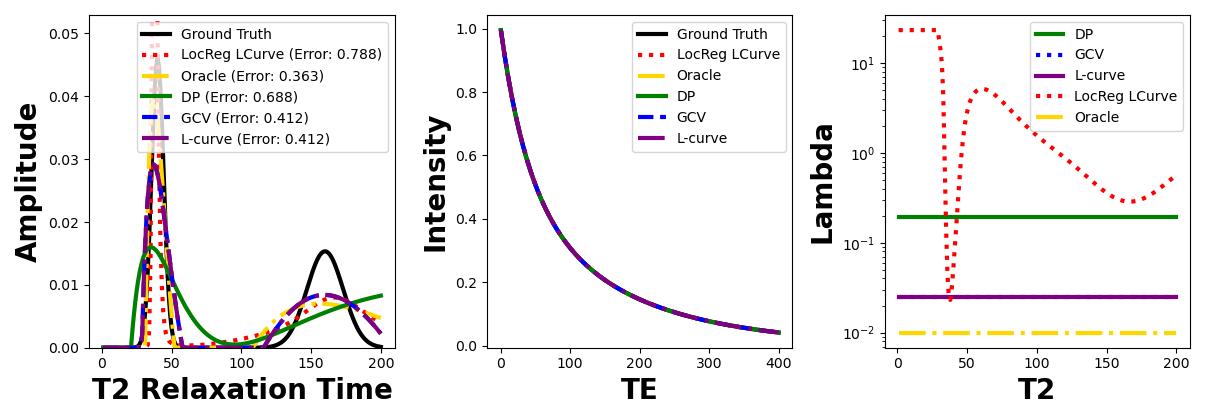 Amplitude
0.05
0.04
0.03
0.02
0.01
0.00
Ground Truth
LocReg LCurve (Error: 0.788)
Oracle (Error: 0.363)
DP (Error: 0.688)
GCV (Error: 0.412)
L-curve (Error: 0.412)
0 50 100 150 200
T2 Relaxation Time
Intensity
1.0
0.8
0.6
0.4
0.2
0.0
Ground Truth
LocReg LCurve
Oracle
DP
GCV
L-curve
0 100 200 300 400
TE
Lambda
10¹
10⁰
10⁻¹
10⁻²
DP
GCV
L-curve
LocReg LCurve
Oracle
0 50 100 150 200
T2